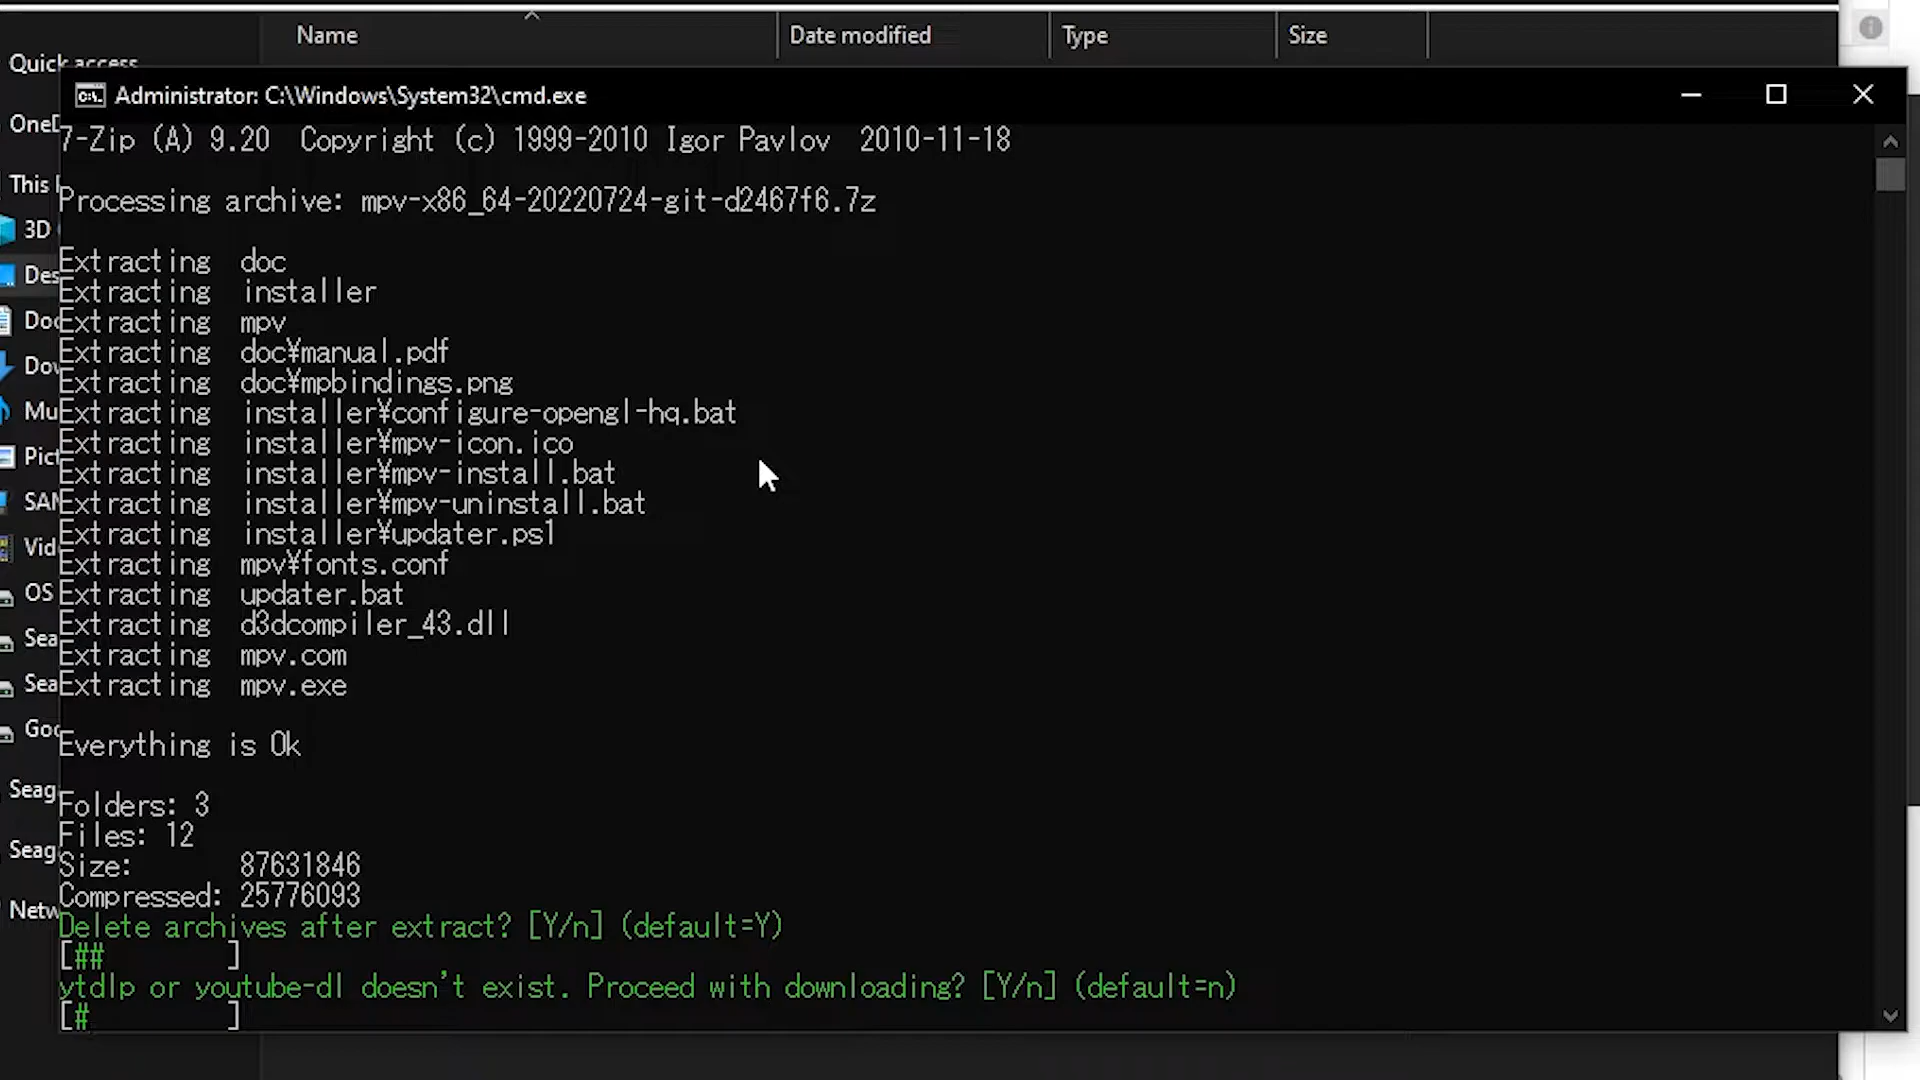 Name Date modified Type Size
Quick access
Administrator: C:\Windows\System32\cmd.exe
7-Zip (A) 9.20  Copyright (c) 1999-2010 Igor Pavlov  2010-11-18
Processing archive: mpv-x86_64-20220724-git-d2467f6.7z
Extracting  doc
Extracting  installer
Extracting  mpv
Extracting  doc¥manual.pdf
Extracting  doc¥mpbindings.png
Extracting  installer¥configure-opengl-hq.bat
Extracting  installer¥mpv-icon.ico
Extracting  installer¥mpv-install.bat
Extracting  installer¥mpv-uninstall.bat
Extracting  installer¥updater.ps1
Extracting  mpv¥fonts.conf
Extracting  updater.bat
Extracting  d3dcompiler_43.dll
Extracting  mpv.com
Extracting  mpv.exe
Everything is Ok
Folders: 3
Files: 12
Size:       87631846
Compressed: 25776093
Delete archives after extract? [Y/n] (default=Y)
[##        ]
ytdlp or youtube-dl doesn't exist. Proceed with downloading? [Y/n] (default=n)
[#         ]
This
3D
OS